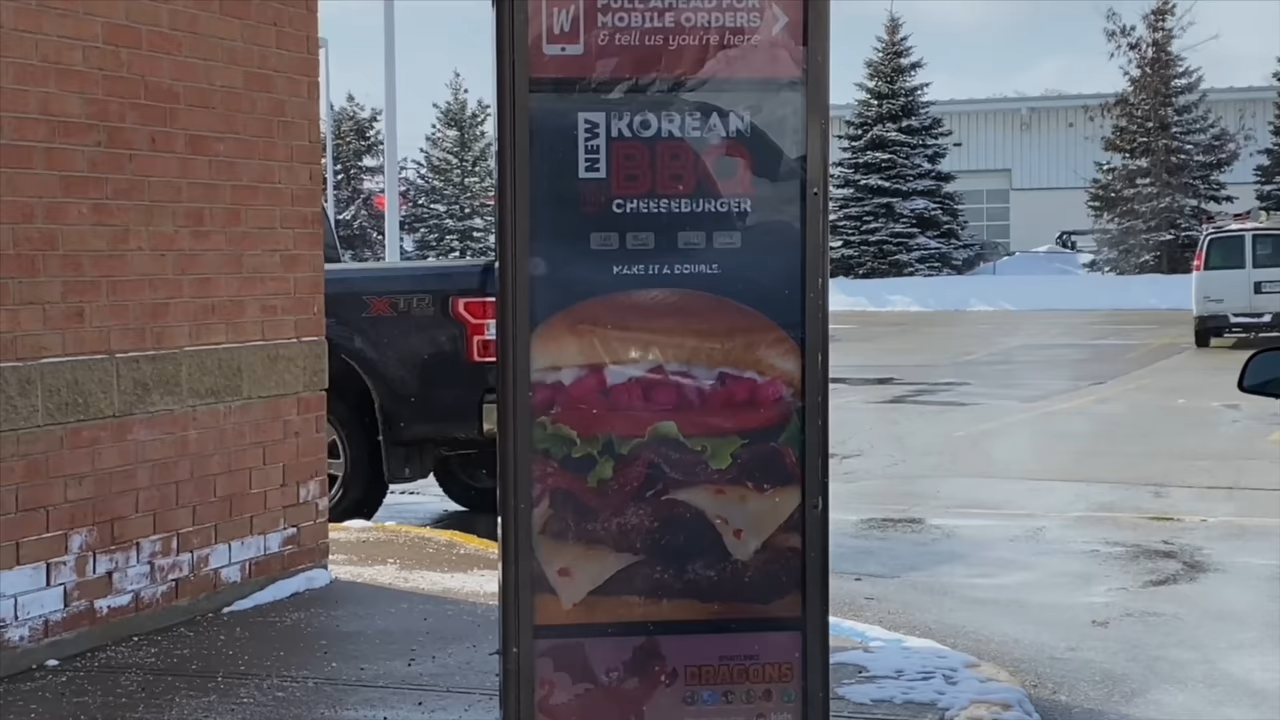 PULL AHEAD FOR
W
MOBILE ORDERS
& tell us you're here
NEW
KOREAN
BBQ
CHEESEBURGER
MAKE IT A DOUBLE.
XTR
DRAGONS
kids